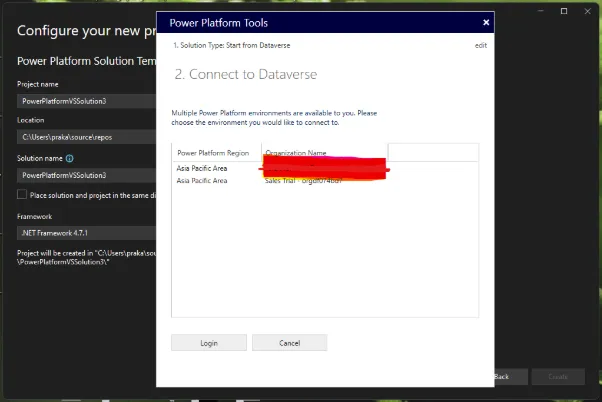 Configure your new pr
Power Platform Solution Tem
Project name
PowerPlatformVSSolution3
Location
C:\Users\praka\source\repos
Solution name
PowerPlatformVSSolution3
Place solution and project in the same di
Framework
.NET Framework 4.7.1
Project will be created in "C:\Users\praka\sou
\PowerPlatformVSSolution3\"
Power Platform Tools
1. Solution Type: Start from Dataverse
edit
2. Connect to Dataverse
Multiple Power Platform environments are available to you. Please
choose the environment you would like to connect to.
Power Platform Region Organization Name
Asia Pacific Area
Asia Pacific Area Sales Trial -
Login Cancel
Back Create